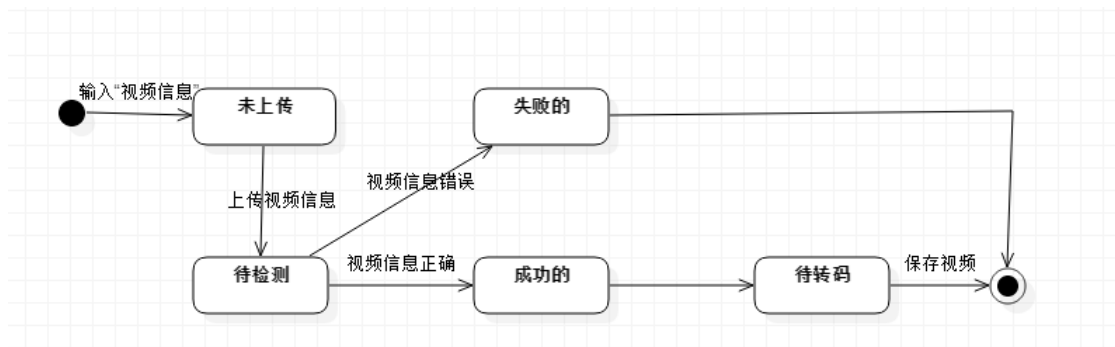 输入“视频信息”
未上传
失败的
视频信息错误
上传视频信息
待检测
视频信息正确
成功的
待转码
保存视频